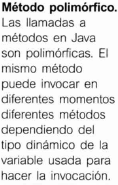 Método polimórfico.
Las llamadas a
métodos en Java
son polimórficas. El
mismo método
puede invocar en
diferentes momentos
diferentes métodos
dependiendo del
tipo dinámico de la
variable usada para
hacer la invocación.